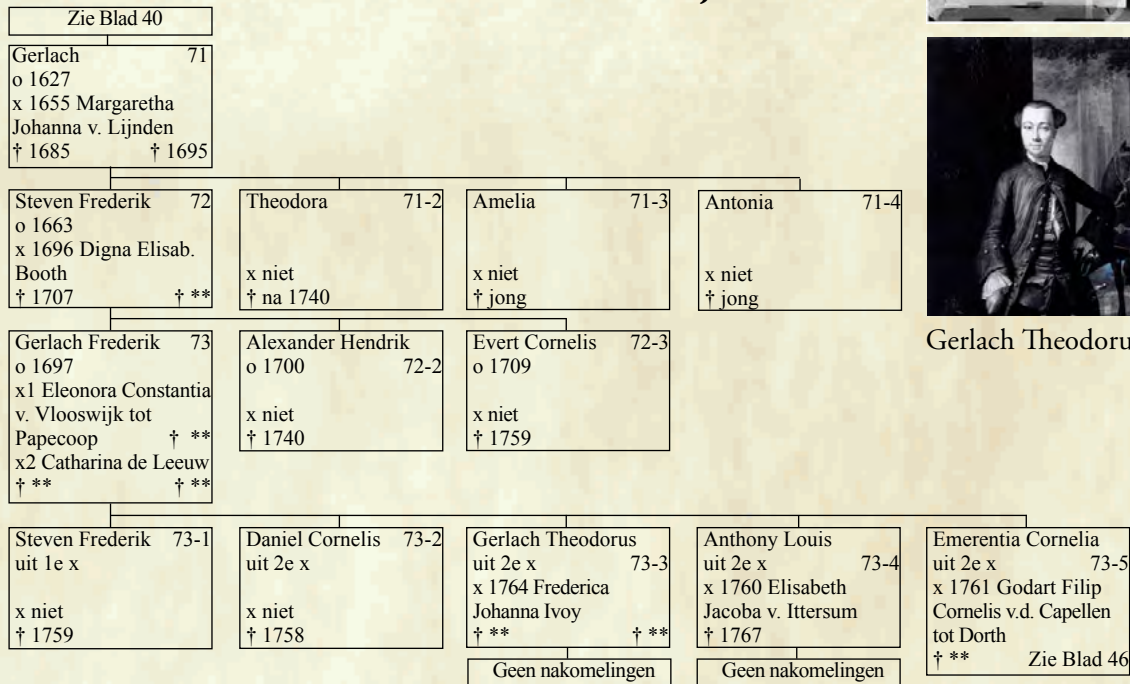 Zie Blad 40
Gerlach 71
o 1627
x 1655 Margaretha
Johanna v. Lijnden
† 1685 † 1695
Steven Frederik 72
o 1663
x 1696 Digna Elisab.
Booth
† 1707 † **
Theodora 71-2
x niet
† na 1740
Amelia 71-3
x niet
† jong
Antonia 71-4
x niet
† jong
Gerlach Theodoru
Gerlach Frederik 73
o 1697
x1 Eleonora Constantia
v. Vlooswijk tot
Papecoop † **
x2 Catharina de Leeuw
† ** † **
Alexander Hendrik
o 1700 72-2
x niet
† 1740
Evert Cornelis 72-3
o 1709
x niet
† 1759
Steven Frederik 73-1
uit 1e x
x niet
† 1759
Daniel Cornelis 73-2
uit 2e x
x niet
† 1758
Gerlach Theodorus
uit 2e x 73-3
x 1764 Frederica
Johanna Ivoy
† ** † **
Geen nakomelingen
Anthony Louis
uit 2e x 73-4
x 1760 Elisabeth
Jacoba v. Ittersum
† 1767
Geen nakomelingen
Emerentia Cornelia
uit 2e x 73-5
x 1761 Godart Filip
Cornelis v.d. Capellen
tot Dorth
† ** Zie Blad 46